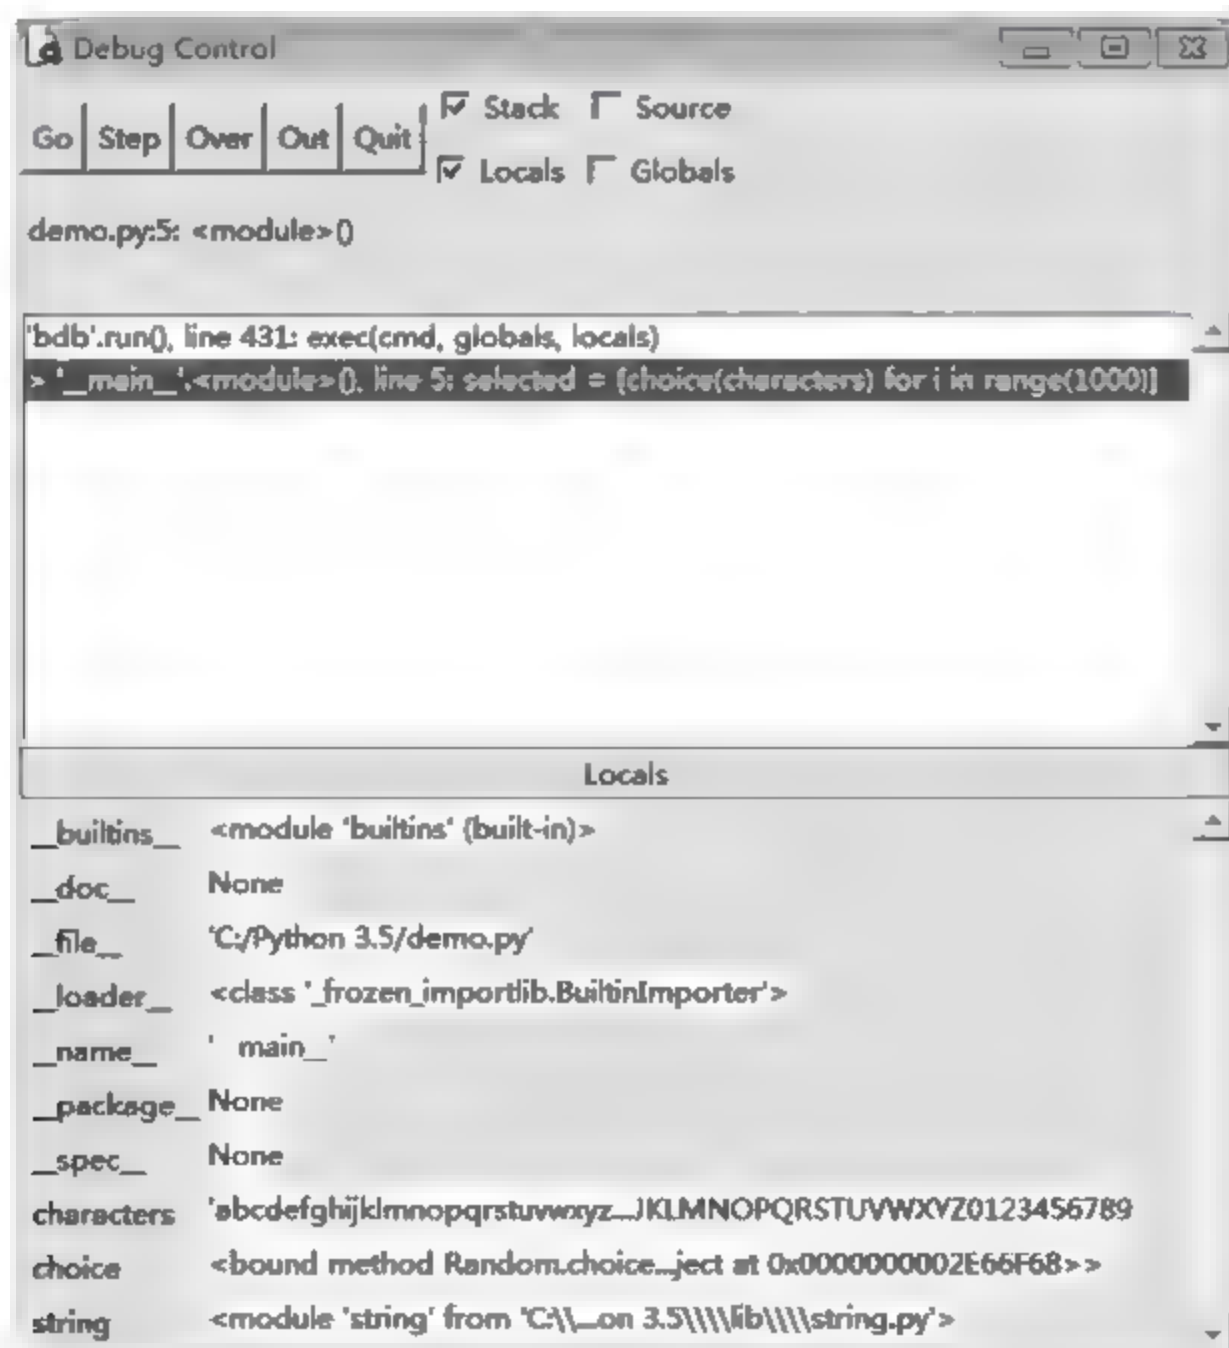 Debug Control
Go Step Over Out Quit Stack Source
Locals Globals
demo.py:5: <module>()
'bdb'.run(), line 431: exec(cmd, globals, locals)
> '__main__'.<module>(), line 5: selected = [choice(characters) for i in range(1000)]
Locals
__builtins__ <module 'builtins' (built-in)>
__doc__ None
__file__ 'C:/Python 3.5/demo.py'
__loader__ <class '_frozen_importlib.BuiltinImporter'>
__name__ '__main__'
__package__ None
__spec__ None
characters 'abcdefghijklmnopqrstuvwxyz...JKLMNOPQRSTUVWXYZ0123456789
choice <bound method Random.choice...ject at 0x0000000002E66F68>>
string <module 'string' from 'C:\\...on 3.5\\\\lib\\\\string.py'>